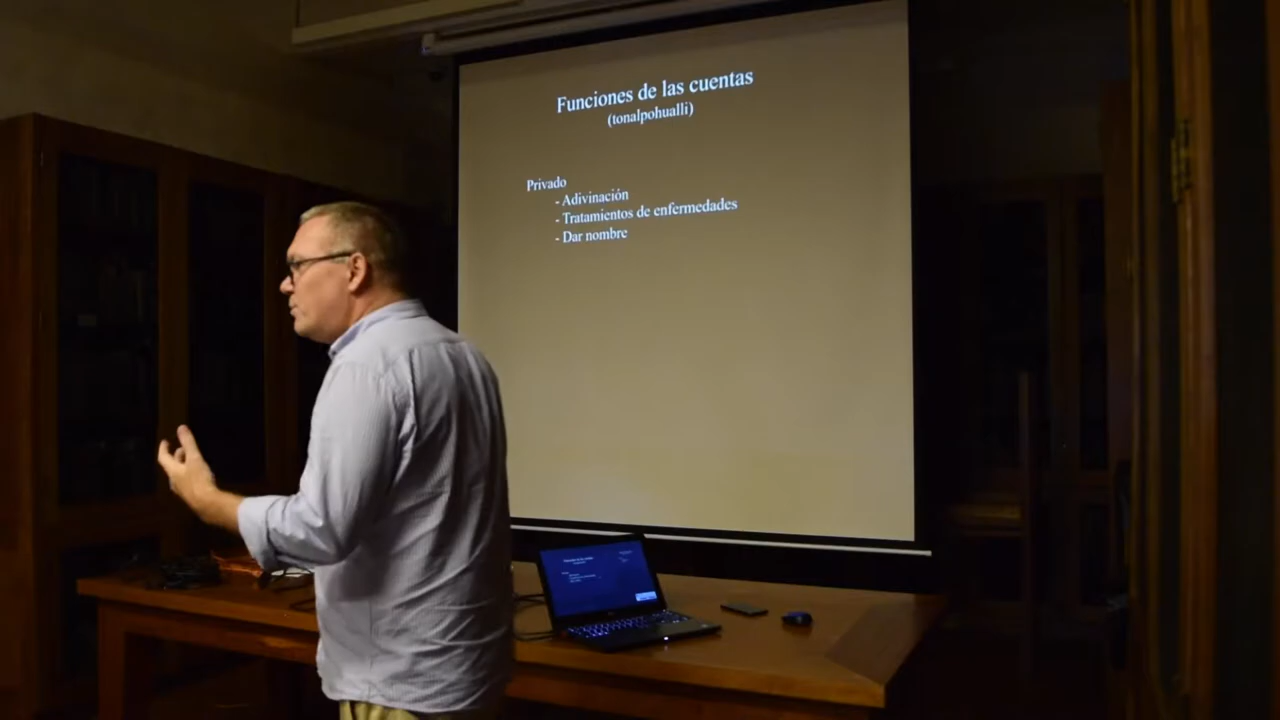 Funciones de las cuentas
(tonalpohualli)
Privado
- Adivinación
- Tratamientos de enfermedades
- Dar nombre